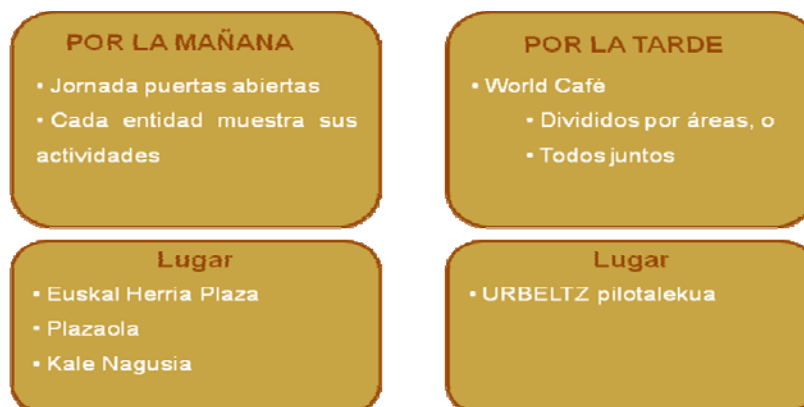 POR LA MAÑANA
• Jornada puertas abiertas
• Cada entidad muestra sus
actividades
POR LA TARDE
• World Café
• Divididos por áreas, o
• Todos juntos
Lugar
• Euskal Herria Plaza
• Plazaola
• Kale Nagusia
Lugar
• URBELTZ pilotalekua